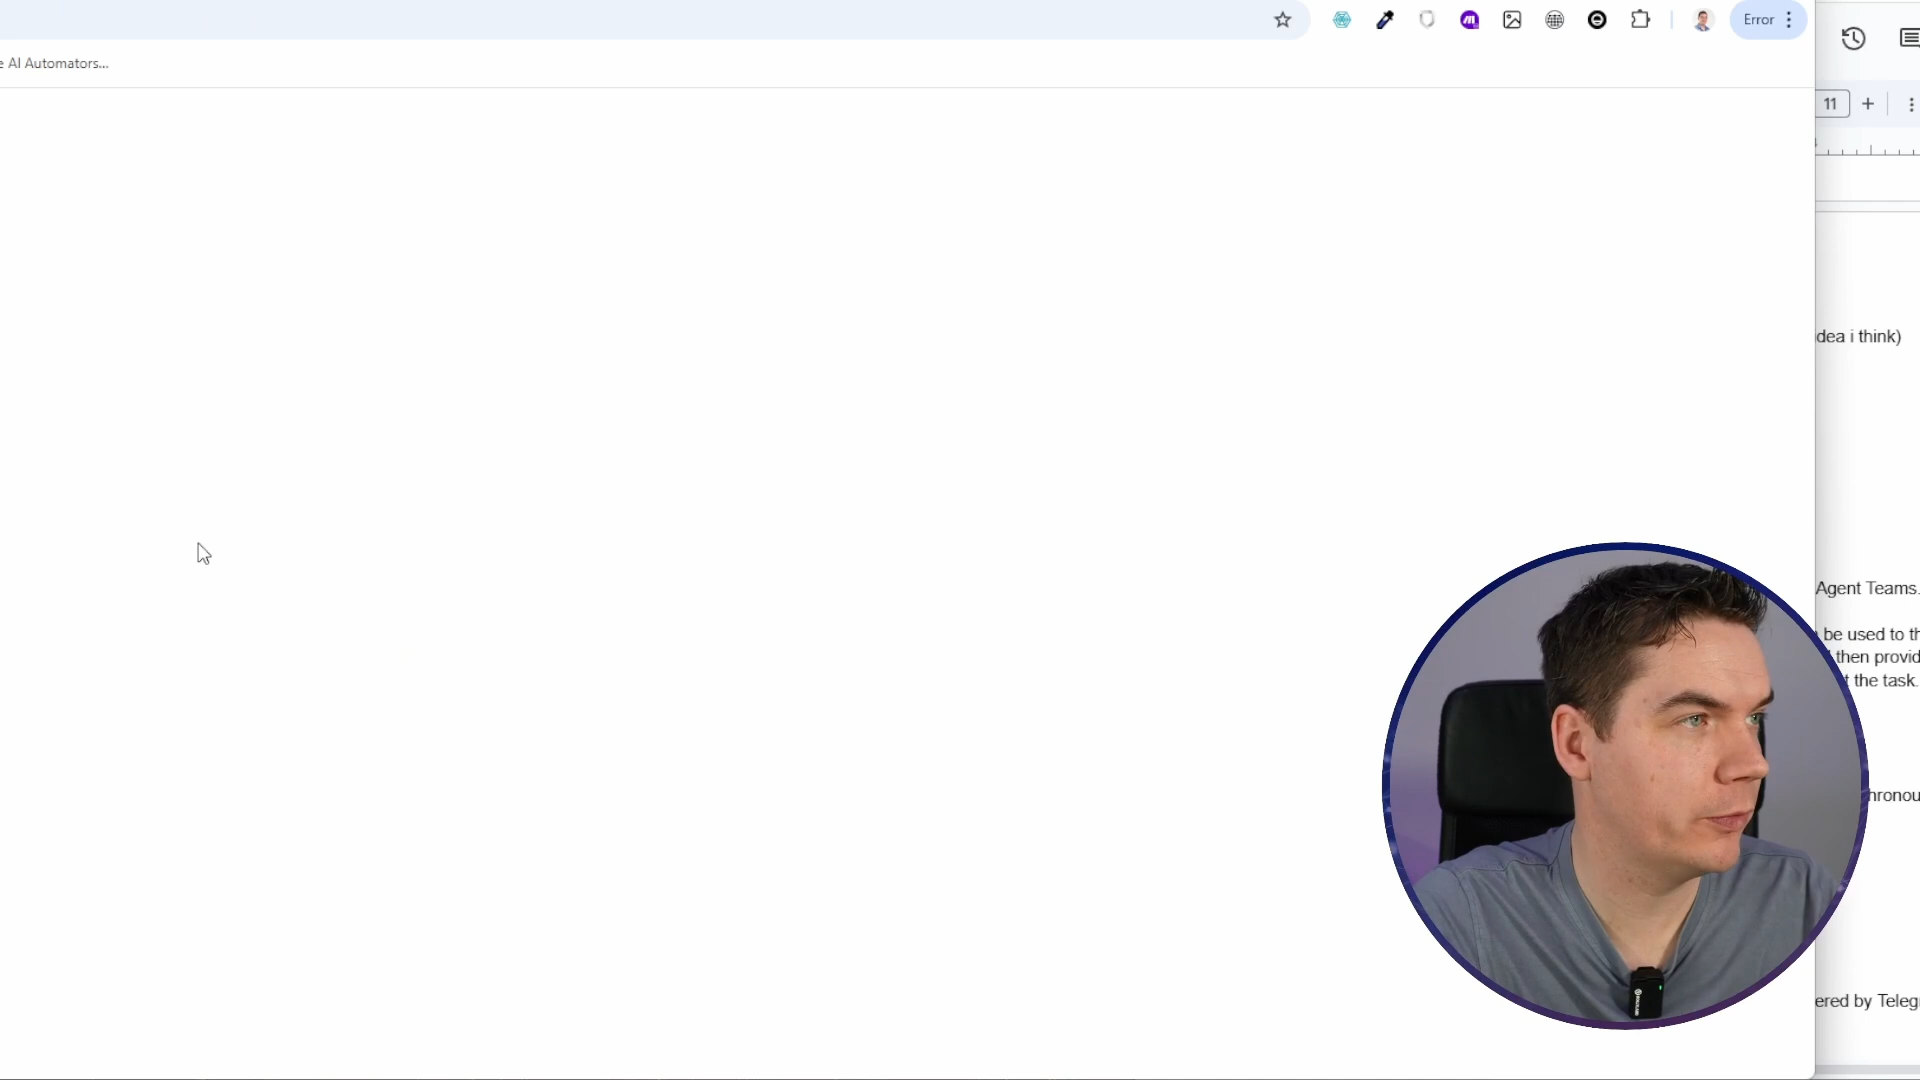 Error
e AI Automators...
11
dea i think)
Agent Teams.
be used to th
then provid
t the task.
hronou
ered by Teleg